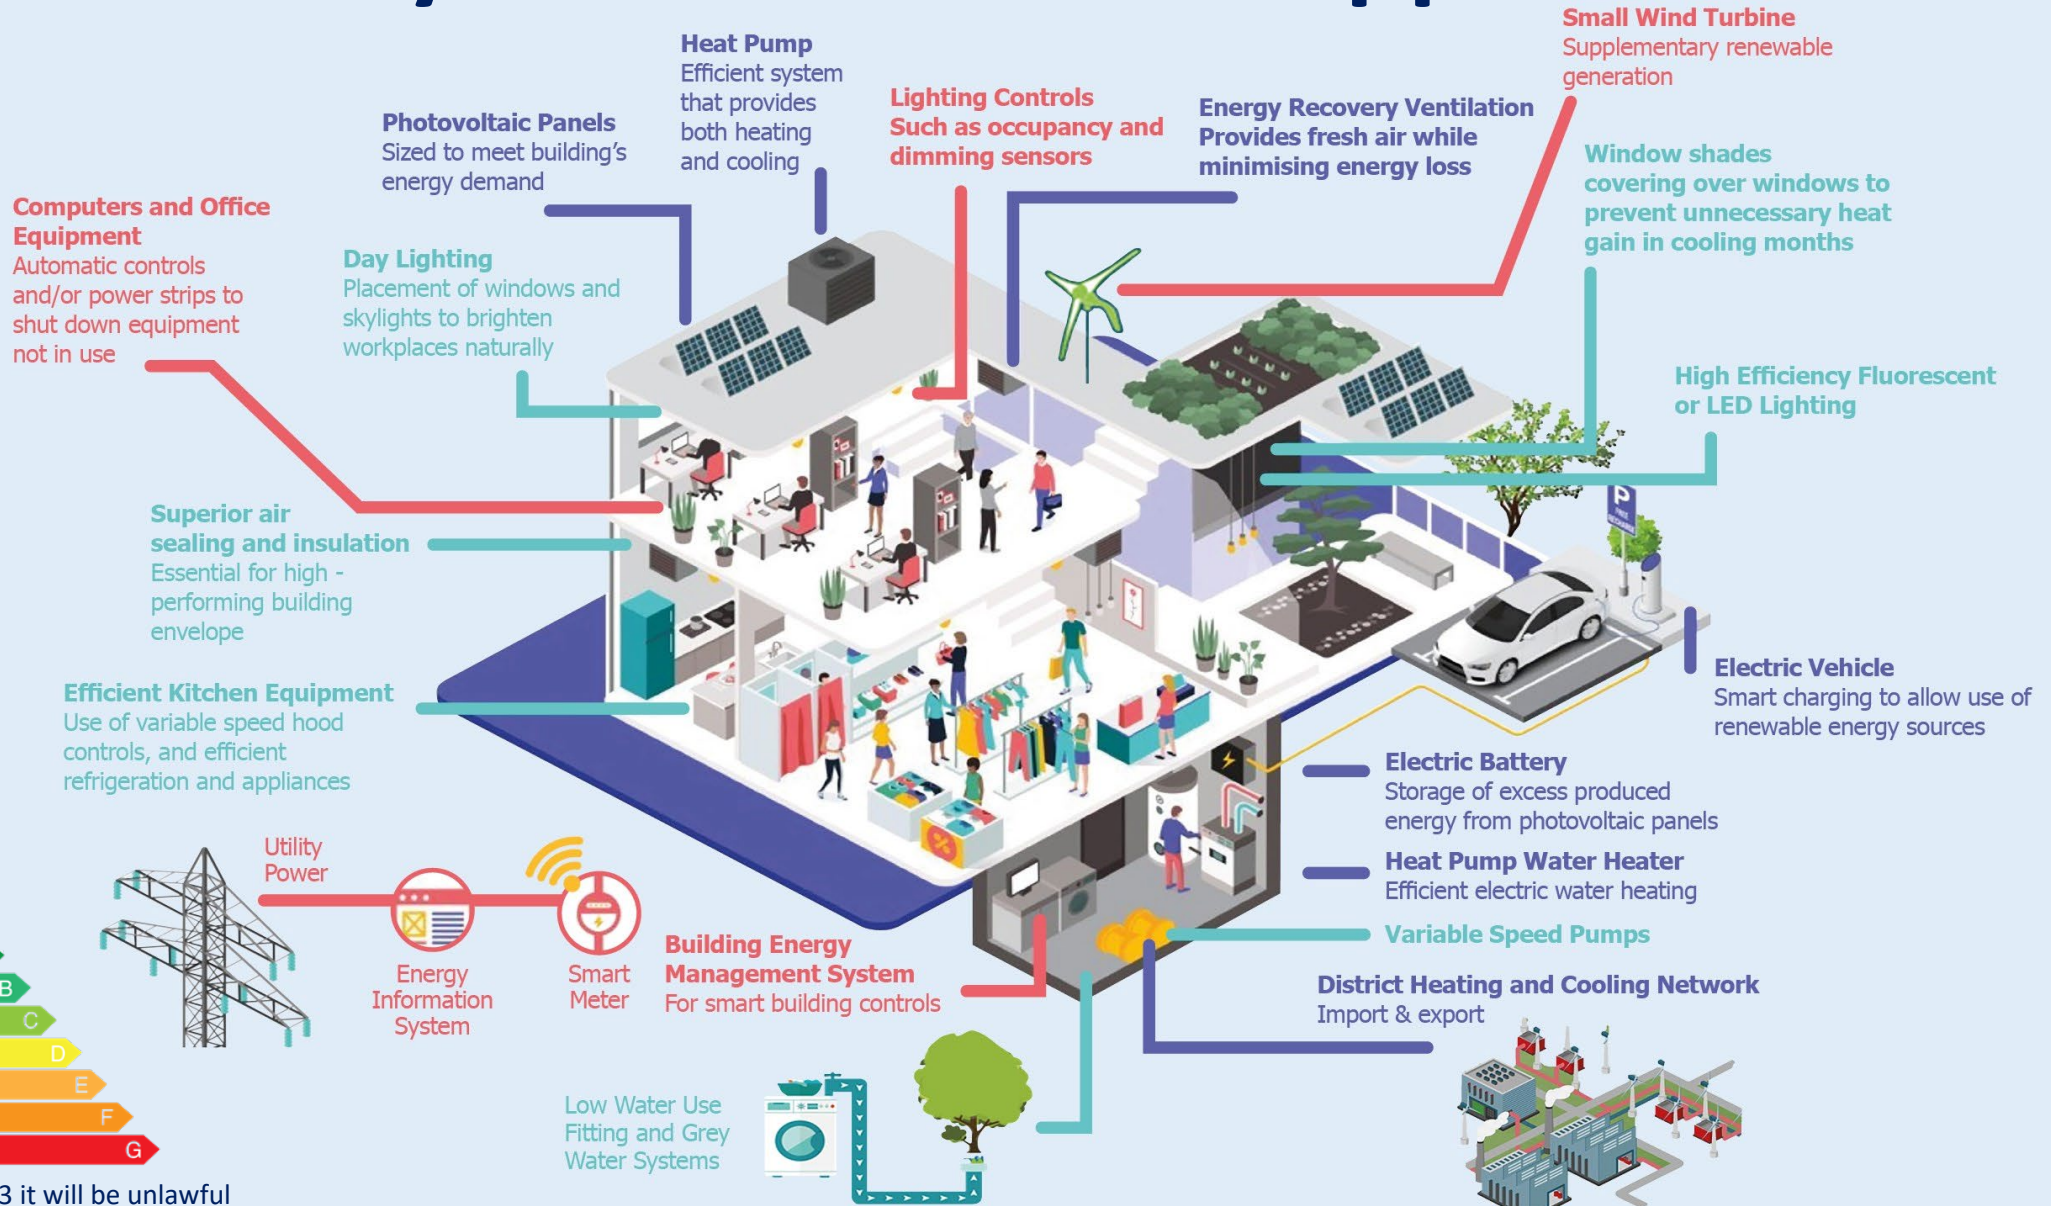 Small Wind Turbine
Supplementary renewable
generation
Heat Pump
Efficient system
that provides
both heating
and cooling
Lighting Controls
Such as occupancy and
dimming sensors
Energy Recovery Ventilation
Provides fresh air while
minimising energy loss
Photovoltaic Panels
Sized to meet building’s
energy demand
Window shades
covering over windows to
prevent unnecessary heat
gain in cooling months
Computers and Office
Equipment
Automatic controls
and/or power strips to
shut down equipment
not in use
Day Lighting
Placement of windows and
skylights to brighten
workplaces naturally
High Efficiency Fluorescent
or LED Lighting
P
FREE
RECHARGE
Superior air
sealing and insulation
Essential for high -
performing building
envelope
Electric Vehicle
Smart charging to allow use of
renewable energy sources
Efficient Kitchen Equipment
Use of variable speed hood
controls, and efficient
refrigeration and appliances
Electric Battery
Storage of excess produced
energy from photovoltaic panels
%
Utility
Power
Heat Pump Water Heater
Efficient electric water heating
Variable Speed Pumps
Energy
Information
System
Smart
Meter
Building Energy
Management System
For smart building controls
District Heating and Cooling Network
Import & export
B
C
D
E
F
G
Low Water Use
Fitting and Grey
Water Systems
3 it will be unlawful